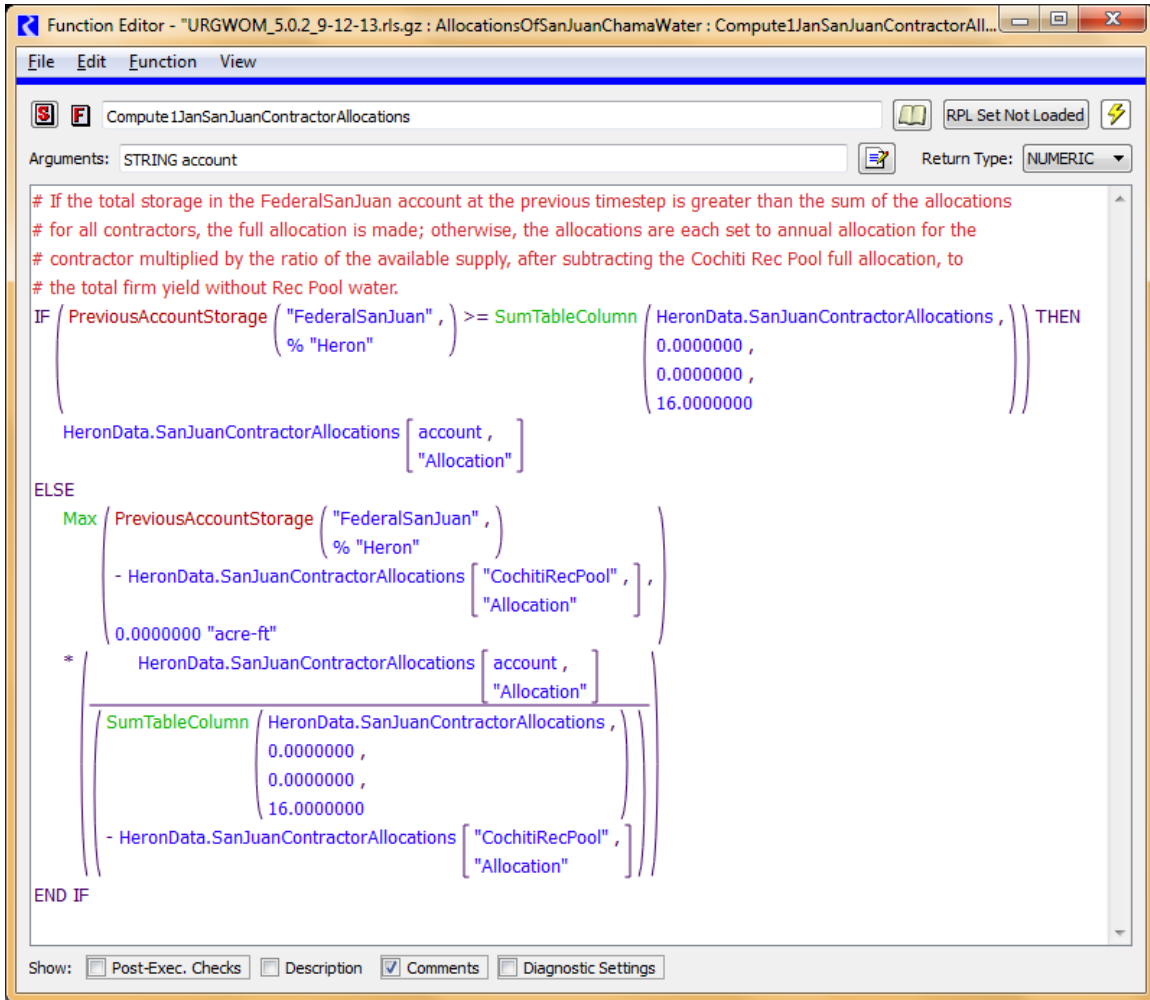 Function Editor - "URGWOM_5.0.2_9-12-13.rls.gz : AllocationsOfSanJuanChamaWater : Compute1JanSanJuanContractorAll...
File Edit Function View
S F Compute1JanSanJuanContractorAllocations RPL Set Not Loaded
Arguments: STRING account Return Type: NUMERIC
# If the total storage in the FederalSanJuan account at the previous timestep is greater than the sum of the allocations
# for all contractors, the full allocation is made; otherwise, the allocations are each set to annual allocation for the
# contractor multiplied by the ratio of the available supply, after subtracting the Cochiti Rec Pool full allocation, to
# the total firm yield without Rec Pool water.
IF ( PreviousAccountStorage ( "FederalSanJuan" , ) >= SumTableColumn ( HeronData.SanJuanContractorAllocations , ) ) THEN
% "Heron" 0.0000000 ,
0.0000000 ,
16.0000000
HeronData.SanJuanContractorAllocations [ account , ]
"Allocation"
ELSE
Max ( PreviousAccountStorage ( "FederalSanJuan" , )
% "Heron"
- HeronData.SanJuanContractorAllocations [ "CochitiRecPool" , ] ,
"Allocation"
0.0000000 "acre-ft" )
* ( HeronData.SanJuanContractorAllocations [ account , ]
"Allocation"
( SumTableColumn ( HeronData.SanJuanContractorAllocations ,
0.0000000 ,
0.0000000 ,
16.0000000 )
- HeronData.SanJuanContractorAllocations [ "CochitiRecPool" , ]
"Allocation" ) )
END IF
Show: Post-Exec. Checks Description Comments Diagnostic Settings